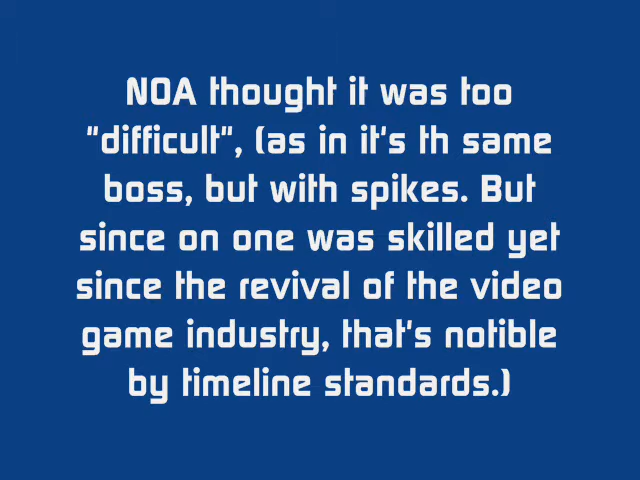 NOA thought it was too
"difficult", (as in it's th same
boss, but with spikes. But
since on one was skilled yet
since the revival of the video
game industry, that's notible
by timeline standards.)